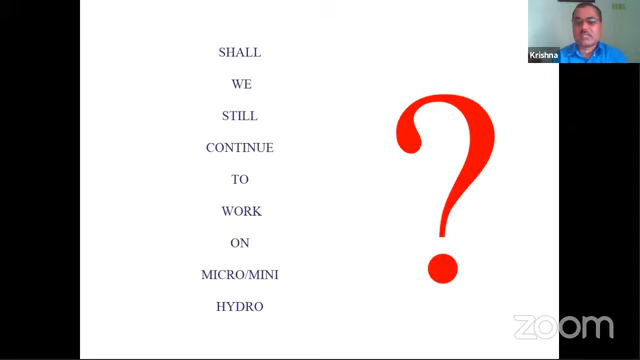 SHALL
WE
STILL
CONTINUE
TO
WORK
ON
MICRO/MINI
HYDRO
?
Krishna
zoom